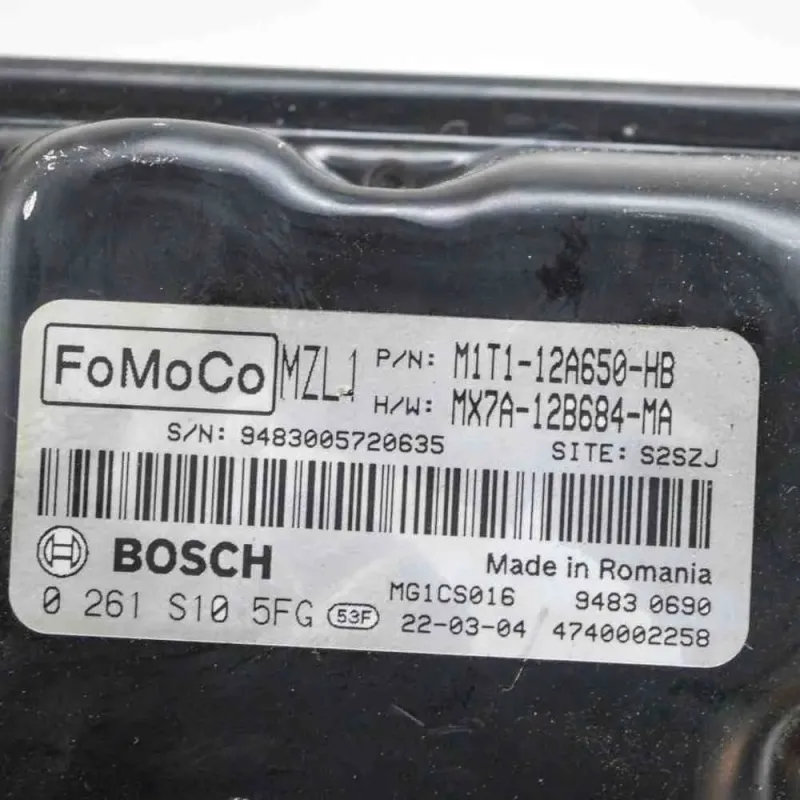 FoMoCo MZL1 P/N: M1T1-12A650-HB
H/W: MX7A-12B684-MA
S/N: 9483005720635 SITE: S2SZJ
BOSCH Made in Romania
MG1CS016 9483 0690
0 261 S10 5FG 53F 22-03-04 4740002258